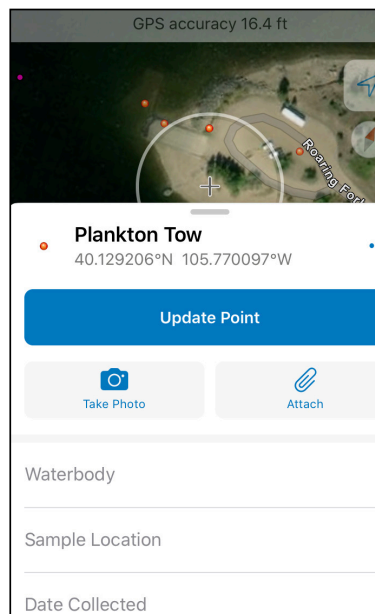 GPS accuracy 16.4 ft
Roaring Fork
Plankton Tow
40.129206°N 105.770097°W
Update Point
Take Photo
Attach
Waterbody
Sample Location
Date Collected